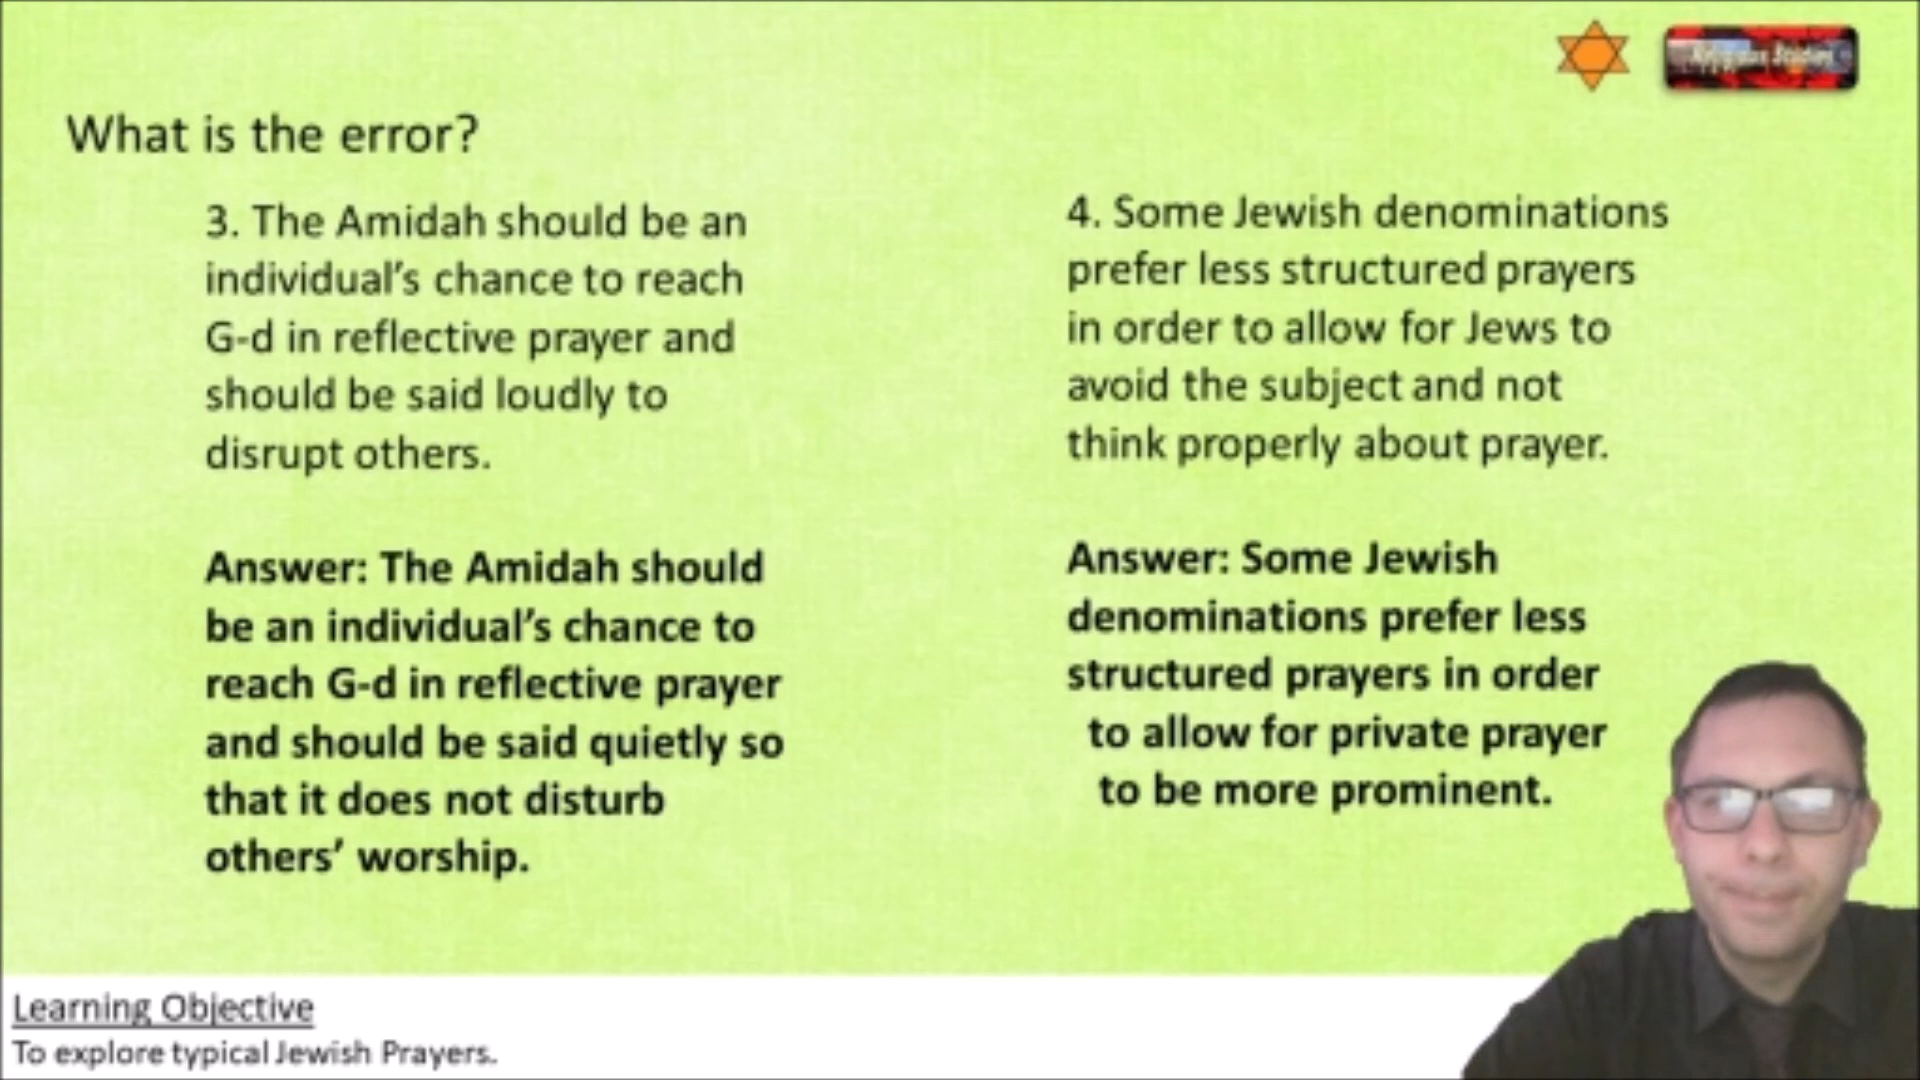 What is the error?
3. The Amidah should be an
individual's chance to reach
G-d in reflective prayer and
should be said loudly to
disrupt others.
Answer: The Amidah should
be an individual's chance to
reach G-d in reflective prayer
and should be said quietly so
that it does not disturb
others' worship.
4. Some Jewish denominations
prefer less structured prayers
in order to allow for Jews to
avoid the subject and not
think properly about prayer.
Answer: Some Jewish
denominations prefer less
structured prayers in order
to allow for private prayer
to be more prominent.
Learning Objective
To explore typical Jewish Prayers.